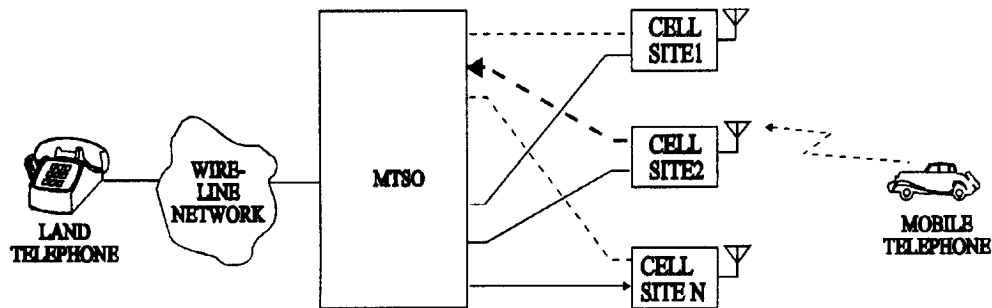 CELL
SITE1
CELL
SITE2
CELL
SITE N
MTSO
WIRE-
LINE
NETWORK
LAND
TELEPHONE
MOBILE
TELEPHONE